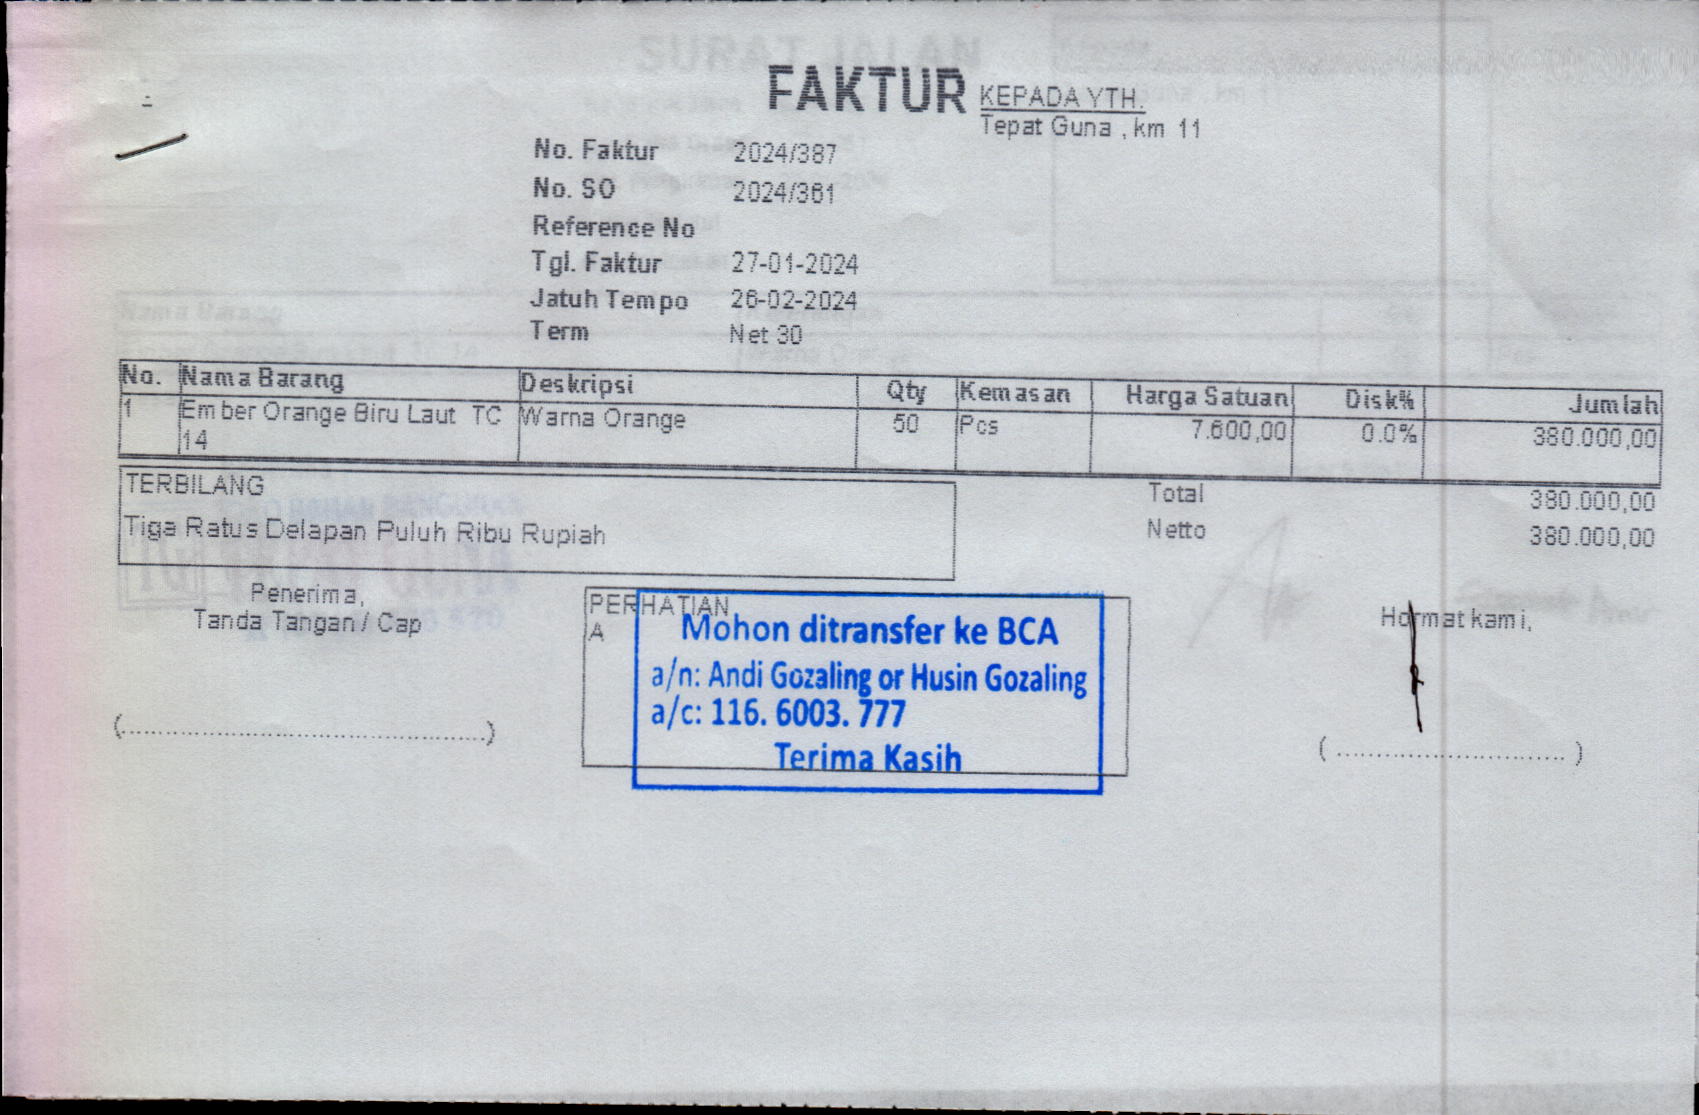 FAKTUR
KEPADA YTH.
Tepat Guna , km 11
No. Faktur 2024/387
No. SO 2024/361
Reference No
Tgl. Faktur 27-01-2024
Jatuh Tempo 26-02-2024
Term Net 30
No. Nama Barang Deskripsi Qty Kemasan Harga Satuan Disk% Jumlah
1 Ember Orange Biru Laut TC Warna Orange 50 Pcs 7.600,00 0.0% 380.000,00
14
TERBILANG
Tiga Ratus Delapan Puluh Ribu Rupiah
Total 380.000,00
Netto 380.000,00
Penerima,
Tanda Tangan / Cap
(..................................................)
PERHATIAN
A
Mohon ditransfer ke BCA
a/n: Andi Gozaling or Husin Gozaling
a/c: 116. 6003. 777
Terima Kasih
Hormat kami,
( ............................... )